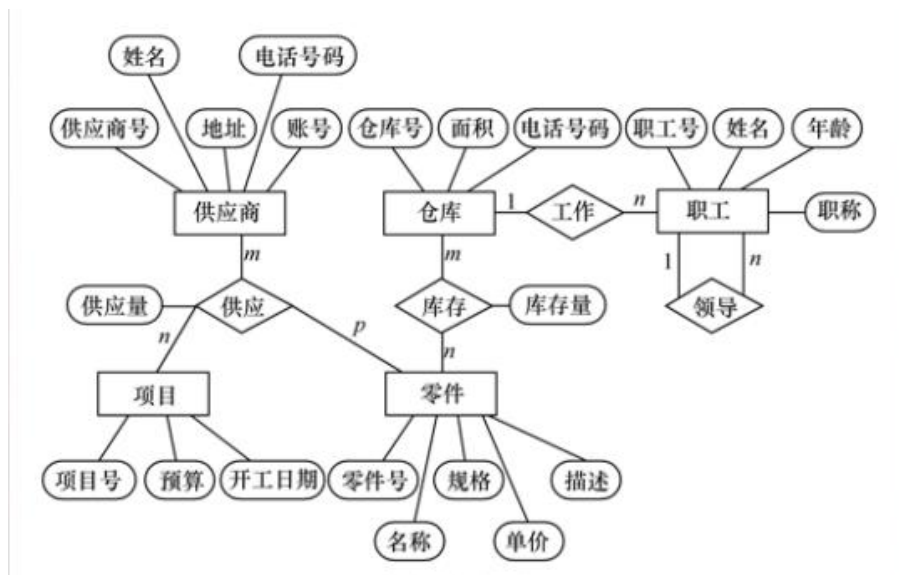 姓名 电话号码
供应商号 地址 账号 仓库号 面积 电话号码 职工号 姓名 年龄
供应商 仓库 1 工作 n 职工 职称
m m 1 n
供应量 供应 库存 库存量 领导
n p n
项目 零件
项目号 预算 开工日期 零件号 规格 描述
名称 单价